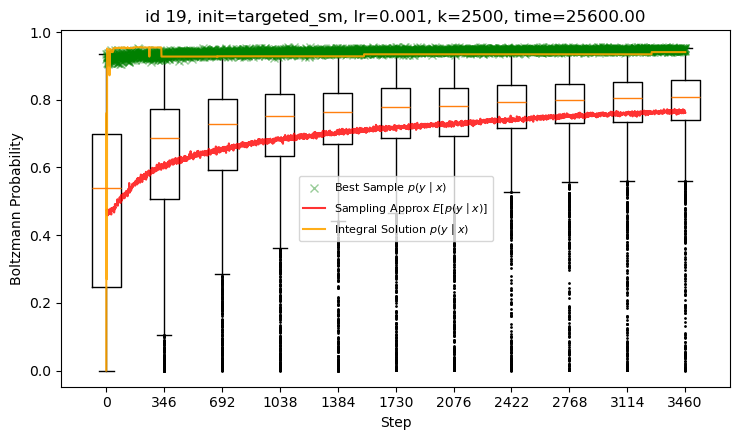 id 19, init=targeted_sm, lr=0.001, k=2500, time=25600.00
1.0
0.8
0.6
0.4
0.2
0.0
Boltzmann Probability
Best Sample p(y | x)
Sampling Approx E[p(y | x)]
Integral Solution p(y | x)
0 346 692 1038 1384 1730 2076 2422 2768 3114 3460
Step